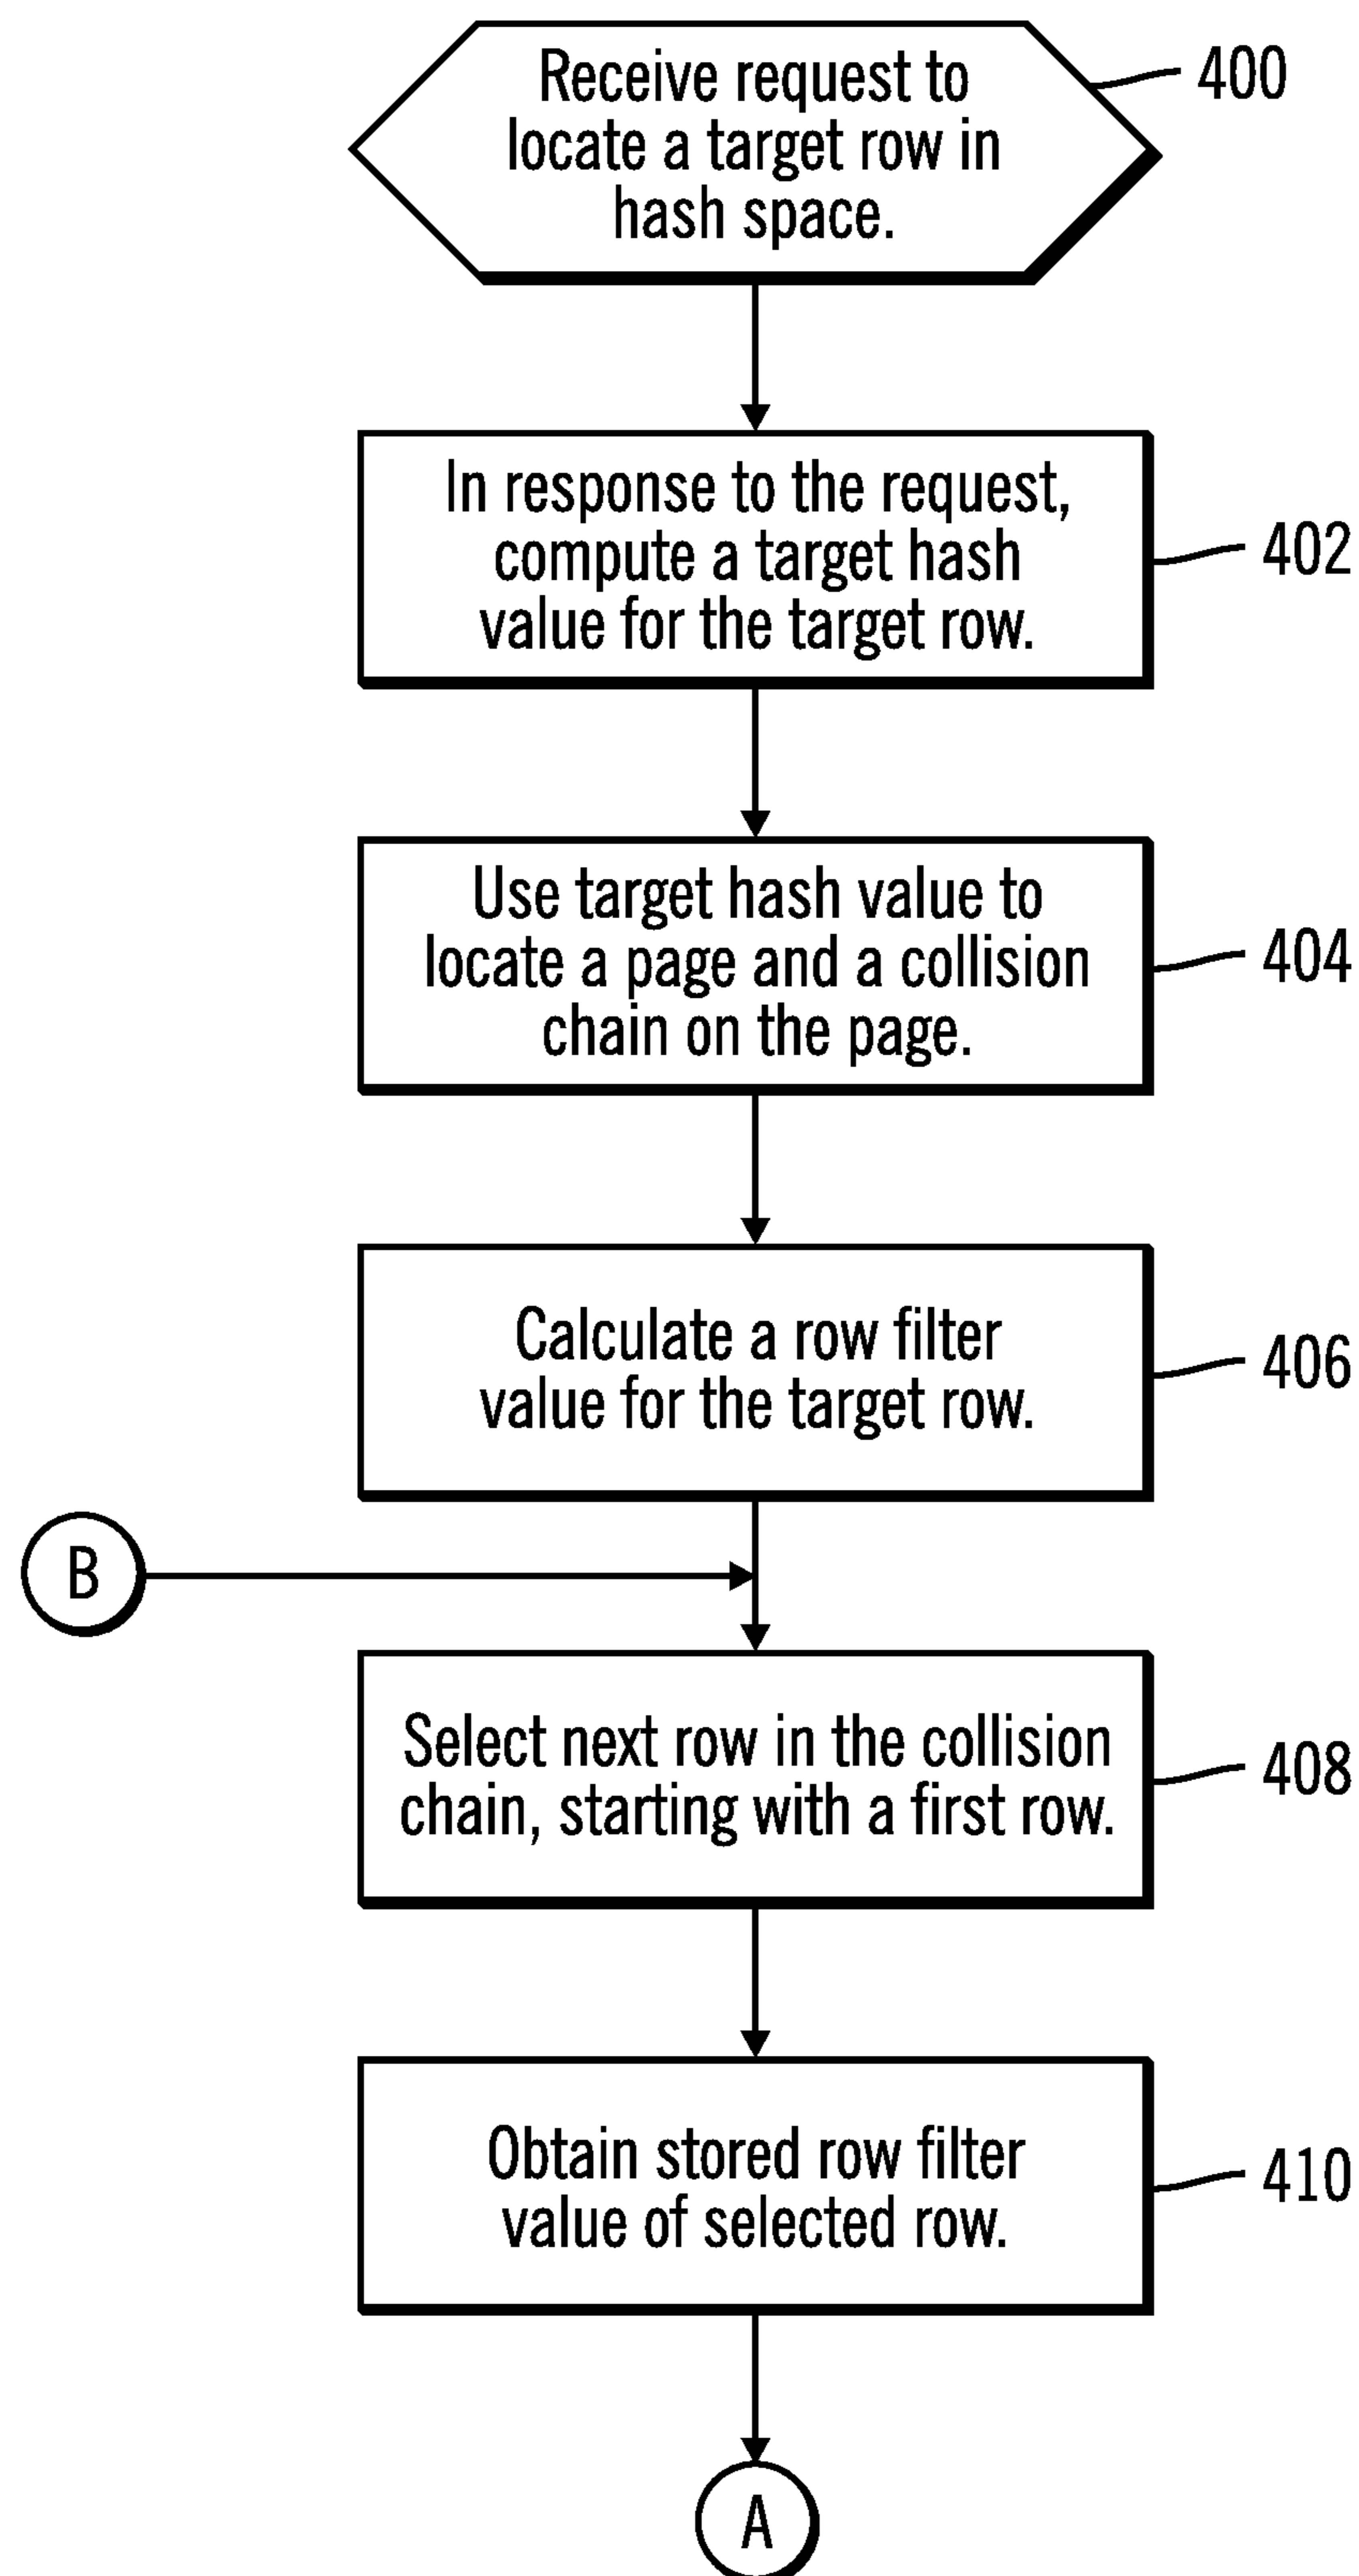 Receive request to
locate a target row in
hash space.
400
In response to the request,
compute a target hash
value for the target row.
402
Use target hash value to
locate a page and a collision
chain on the page.
404
Calculate a row filter
value for the target row.
406
B
Select next row in the collision
chain, starting with a first row.
408
Obtain stored row filter
value of selected row.
410
A